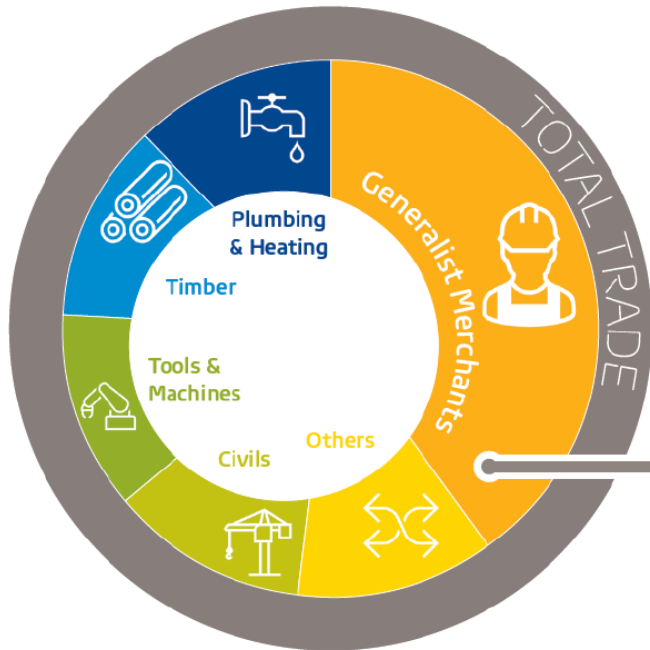 TOTAL TRADE
Generalist Merchants
Plumbing
& Heating
Timber
Tools &
Machines
Civils
Others